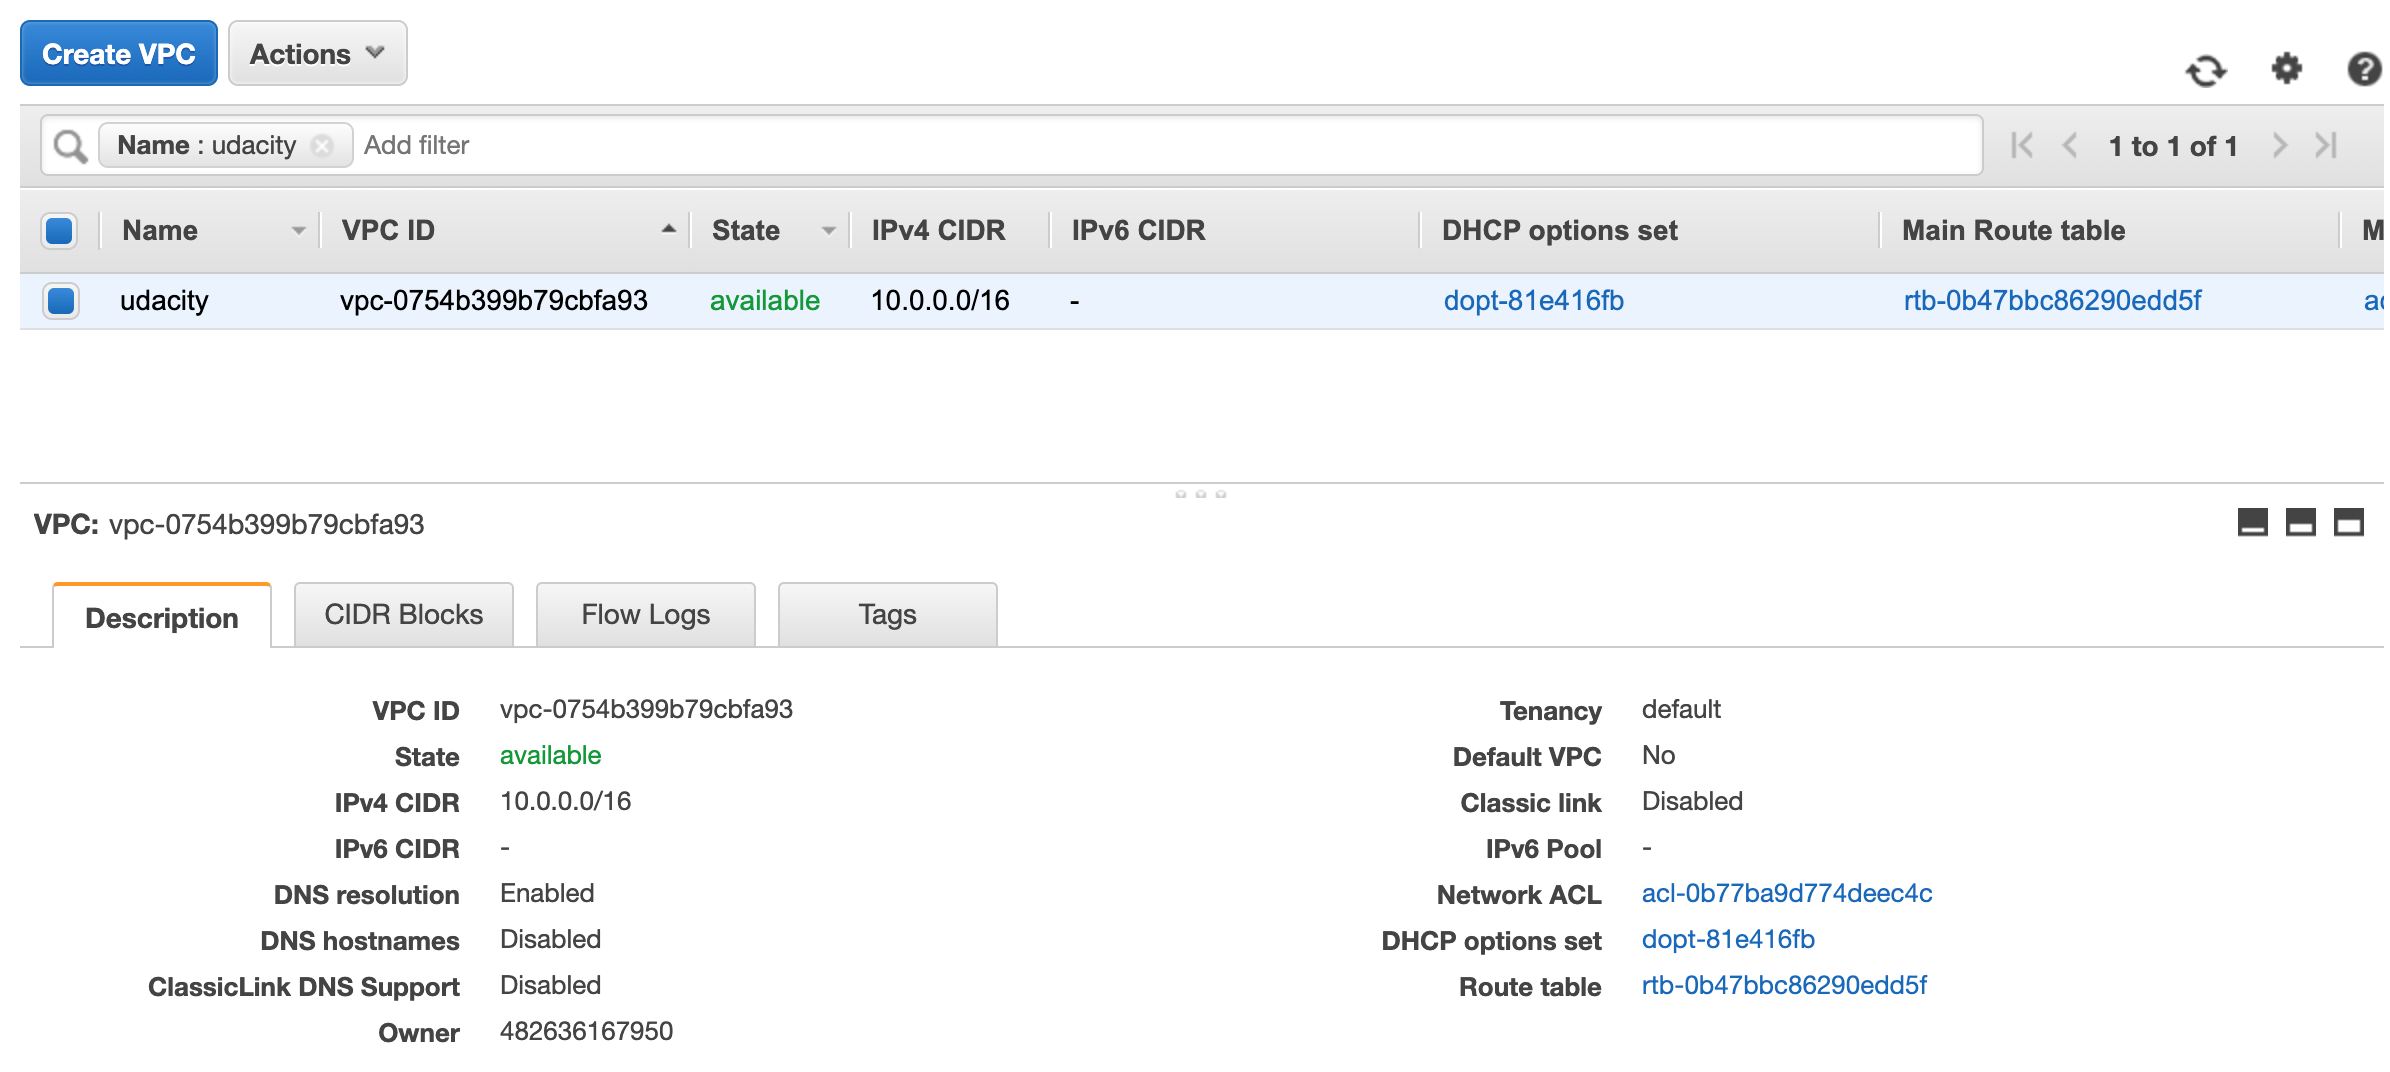 Create VPC Actions
Name : udacity Add filter 1 to 1 of 1
Name VPC ID State IPv4 CIDR IPv6 CIDR DHCP options set Main Route table M
udacity vpc-0754b399b79cbfa93 available 10.0.0.0/16 - dopt-81e416fb rtb-0b47bbc86290edd5f ac
VPC: vpc-0754b399b79cbfa93
Description CIDR Blocks Flow Logs Tags
VPC ID vpc-0754b399b79cbfa93 Tenancy default
State available Default VPC No
IPv4 CIDR 10.0.0.0/16 Classic link Disabled
IPv6 CIDR - IPv6 Pool -
DNS resolution Enabled Network ACL acl-0b77ba9d774deec4c
DNS hostnames Disabled DHCP options set dopt-81e416fb
ClassicLink DNS Support Disabled Route table rtb-0b47bbc86290edd5f
Owner 482636167950